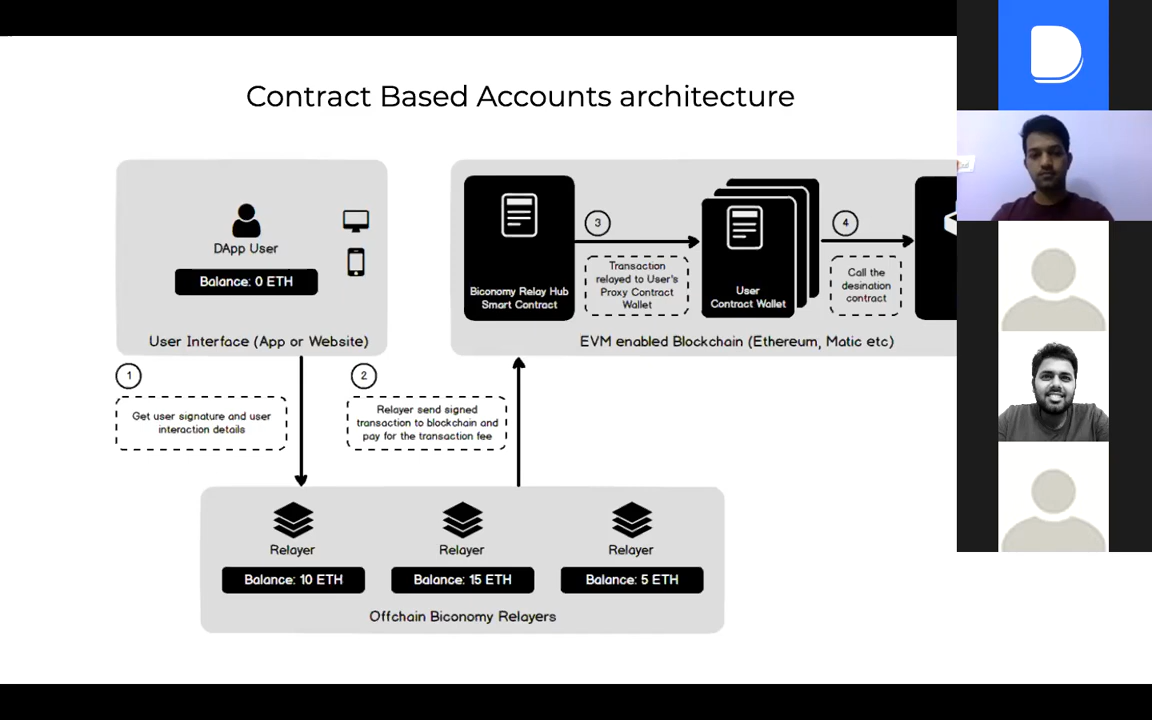 Contract Based Accounts architecture
DApp User
Balance: 0 ETH
User Interface (App or Website)
Biconomy Relay Hub
Smart Contract
3
Transaction
relayed to User's
Proxy Contract
Wallet
User
Contract Wallet
4
Call the
desination
contract
EVM enabled Blockchain (Ethereum, Matic etc)
1
Get user signature and user
interaction details
2
Relayer send signed
transaction to blockchain and
pay for the transaction fee
Relayer
Balance: 10 ETH
Relayer
Balance: 15 ETH
Relayer
Balance: 5 ETH
Offchain Biconomy Relayers